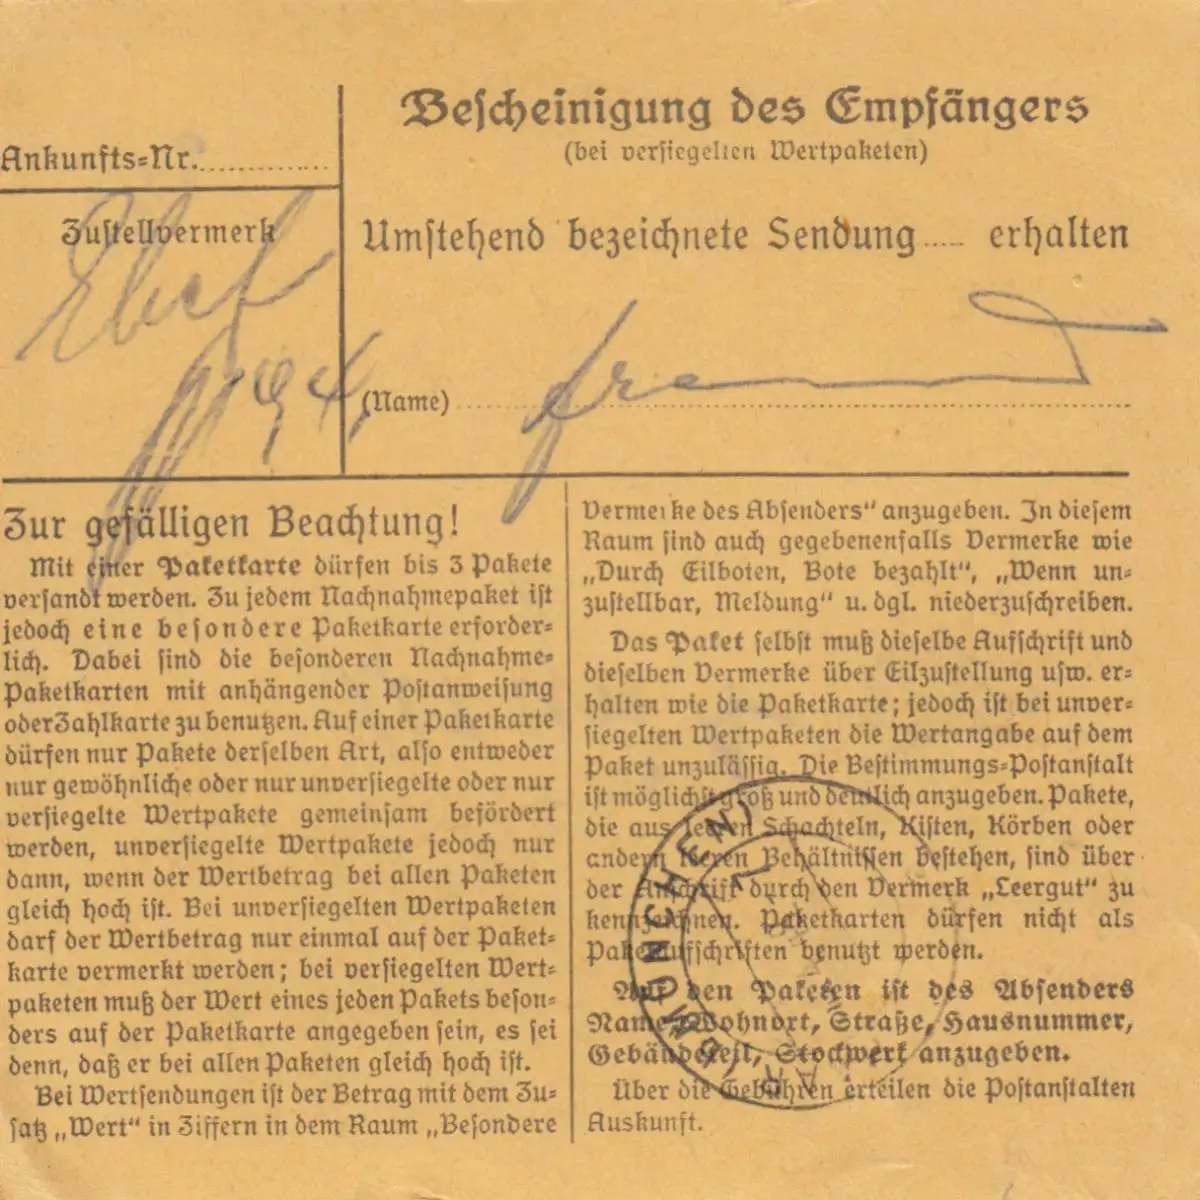 Ankunfts-Nr.
Zustellvermerk
Bescheinigung des Empfängers
(bei versiegelten Wertpaketen)
Umstehend bezeichnete Sendung erhalten
(Name)
Zur gefälligen Beachtung!
Mit einer Paketkarte dürfen bis 3 Pakete
versandt werden. Zu jedem Nachnahmepaket ist
jedoch eine besondere Paketkarte erforder-
lich. Dabei sind die besonderen Nachnahme-
Paketkarten mit anhängender Postanweisung
oder Zahlkarte zu benutzen. Auf einer Paketkarte
dürfen nur Pakete derselben Art, also entweder
nur gewöhnliche oder nur unversiegelte oder nur
versiegelte Wertpakete gemeinsam befördert
werden, unversiegelte Wertpakete jedoch nur
dann, wenn der Wertbetrag bei allen Paketen
gleich hoch ist. Bei unversiegelten Wertpaketen
darf der Wertbetrag nur einmal auf der Paket-
karte vermerkt werden; bei versiegelten Wert-
paketen muß der Wert eines jeden Pakets beson-
ders auf der Paketkarte angegeben sein, es sei
denn, daß er bei allen Paketen gleich hoch ist.
Bei Wertsendungen ist der Betrag mit dem Zu-
satz „Wert“ in Ziffern in dem Raum „Besondere
Vermerke des Absenders“ anzugeben. In diesem
Raum sind auch gegebenenfalls Vermerke wie
„Durch Eilboten, Bote bezahlt“, „Wenn un-
zustellbar, Meldung“ u. dgl. niederzuschreiben.
Das Paket selbst muß dieselbe Aufschrift und
dieselben Vermerke über Eilzustellung usw. er-
halten wie die Paketkarte; jedoch ist bei unver-
siegelten Wertpaketen die Wertangabe auf dem
Paket unzulässig. Die Bestimmungs-Postanstalt
ist möglichst groß und deutlich anzugeben. Pakete,
die aus leeren Schachteln, Kisten, Körben oder
andern leeren Behältnissen bestehen, sind über
der Anschrift durch den Vermerk „Leergut“ zu
kennzeichnen. Paketkarten dürfen nicht als
Paketaufschriften benutzt werden.
Auf den Paketen ist des Absenders
Name, Wohnort, Straße, Hausnummer,
Gebäudeteil, Stockwerk anzugeben.
Über die Gebühren erteilen die Postanstalten
Auskunft.
HAAR (MÜNCHEN)